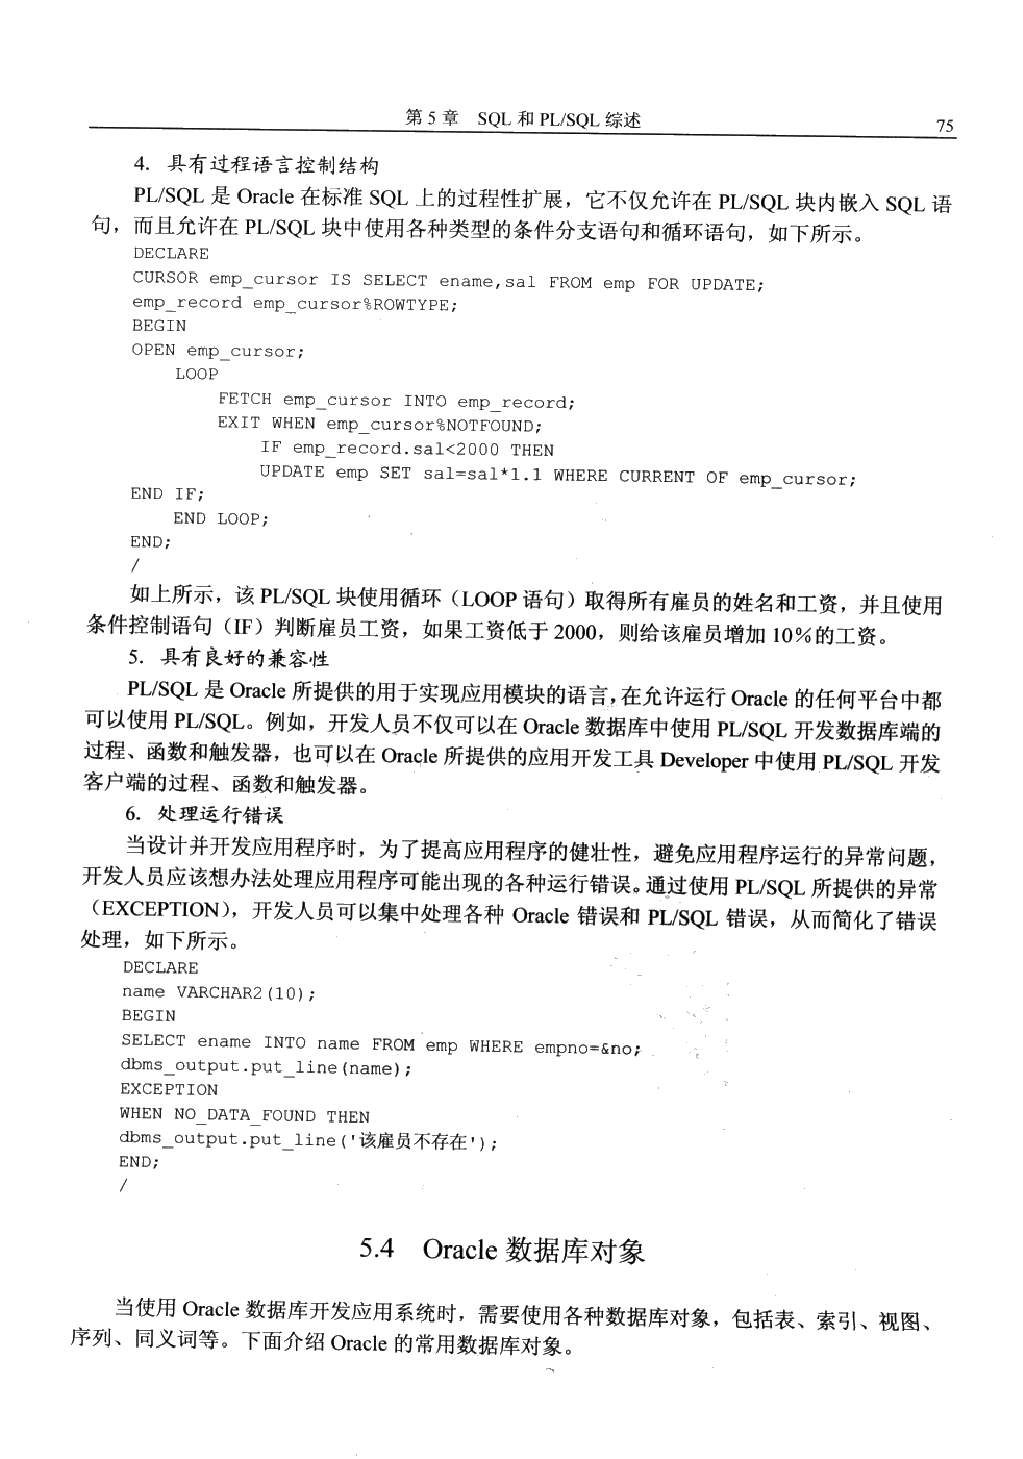 第 5 章 SQL 和 PL/SQL 综述
75
4. 具有过程语言控制结构
PL/SQL 是 Oracle 在标准 SQL 上的过程性扩展，它不仅允许在 PL/SQL 块内嵌入 SQL 语
句，而且允许在 PL/SQL 块中使用各种类型的条件分支语句和循环语句，如下所示。
DECLARE
CURSOR emp_cursor IS SELECT ename,sal FROM emp FOR UPDATE;
emp_record emp_cursor%ROWTYPE;
BEGIN
OPEN emp_cursor;
LOOP
FETCH emp_cursor INTO emp_record;
EXIT WHEN emp_cursor%NOTFOUND;
IF emp_record.sal<2000 THEN
UPDATE emp SET sal=sal*1.1 WHERE CURRENT OF emp_cursor;
END IF;
END LOOP;
END;
/
如上所示，该 PL/SQL 块使用循环（LOOP 语句）取得所有雇员的姓名和工资，并且使用
条件控制语句（IF）判断雇员工资，如果工资低于 2000，则给该雇员增加 10%的工资。
5. 具有良好的兼容性
PL/SQL 是 Oracle 所提供的用于实现应用模块的语言，在允许运行 Oracle 的任何平台中都
可以使用 PL/SQL。例如，开发人员不仅可以在 Oracle 数据库中使用 PL/SQL 开发数据库端的
过程、函数和触发器，也可以在 Oracle 所提供的应用开发工具 Developer 中使用 PL/SQL 开发
客户端的过程、函数和触发器。
6. 处理运行错误
当设计并开发应用程序时，为了提高应用程序的健壮性，避免应用程序运行的异常问题，
开发人员应该想办法处理应用程序可能出现的各种运行错误。通过使用 PL/SQL 所提供的异常
（EXCEPTION），开发人员可以集中处理各种 Oracle 错误和 PL/SQL 错误，从而简化了错误
处理，如下所示。
DECLARE
name VARCHAR2(10);
BEGIN
SELECT ename INTO name FROM emp WHERE empno=&no;
dbms_output.put_line(name);
EXCEPTION
WHEN NO_DATA_FOUND THEN
dbms_output.put_line('该雇员不存在');
END;
/
5.4 Oracle 数据库对象
当使用 Oracle 数据库开发应用系统时，需要使用各种数据库对象，包括表、索引、视图、
序列、同义词等。下面介绍 Oracle 的常用数据库对象。